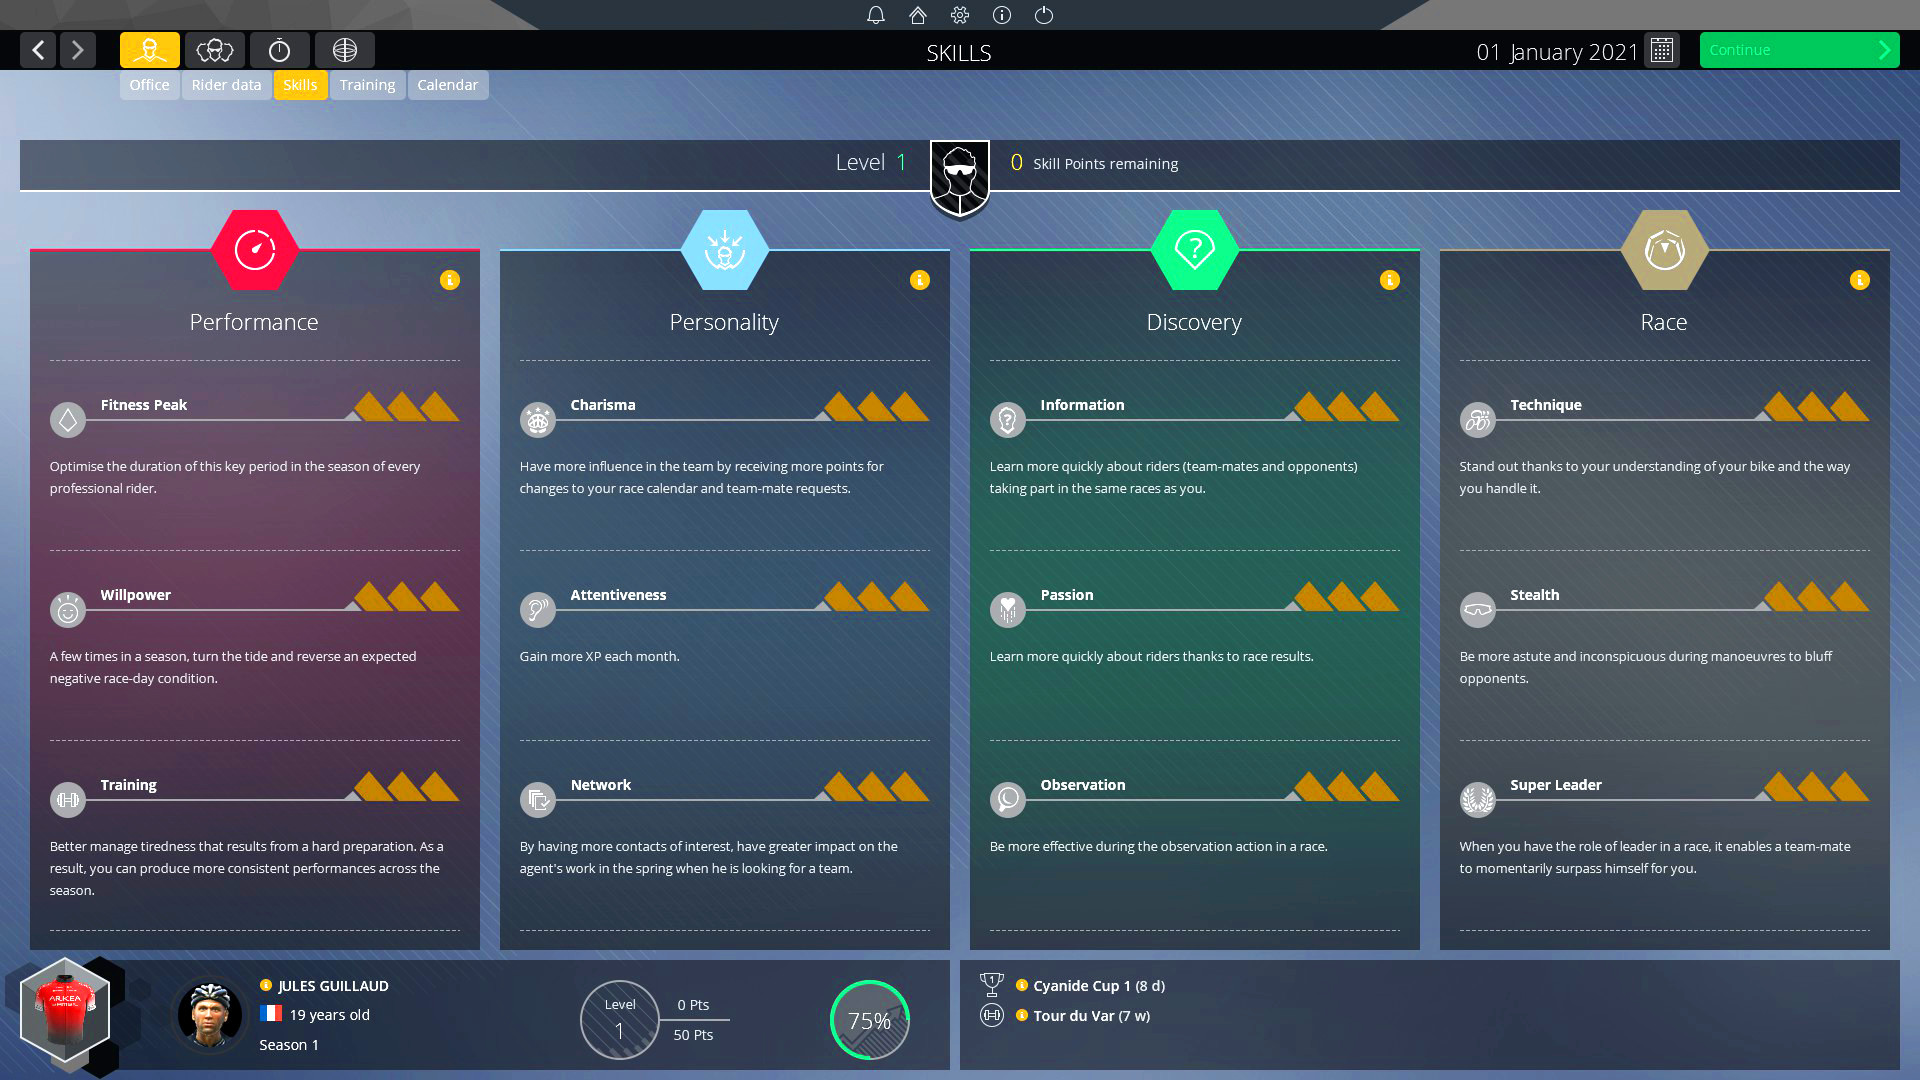 SKILLS
01 January 2021
Continue
Office
Rider data
Skills
Training
Calendar
Level 1
0 Skill Points remaining
Performance
Fitness Peak
Optimise the duration of this key period in the season of every
professional rider.
Willpower
A few times in a season, turn the tide and reverse an expected
negative race-day condition.
Training
Better manage tiredness that results from a hard preparation. As a
result, you can produce more consistent performances across the
season.
Personality
Charisma
Have more influence in the team by receiving more points for
changes to your race calendar and team-mate requests.
Attentiveness
Gain more XP each month.
Network
By having more contacts of interest, have greater impact on the
agent's work in the spring when he is looking for a team.
Discovery
Information
Learn more quickly about riders (team-mates and opponents)
taking part in the same races as you.
Passion
Learn more quickly about riders thanks to race results.
Observation
Be more effective during the observation action in a race.
Race
Technique
Stand out thanks to your understanding of your bike and the way
you handle it.
Stealth
Be more astute and inconspicuous during manoeuvres to bluff
opponents.
Super Leader
When you have the role of leader in a race, it enables a team-mate
to momentarily surpass himself for you.
ARKEA
JULES GUILLAUD
19 years old
Season 1
Level
1
0 Pts
50 Pts
75%
1
Cyanide Cup 1 (8 d)
Tour du Var (7 w)